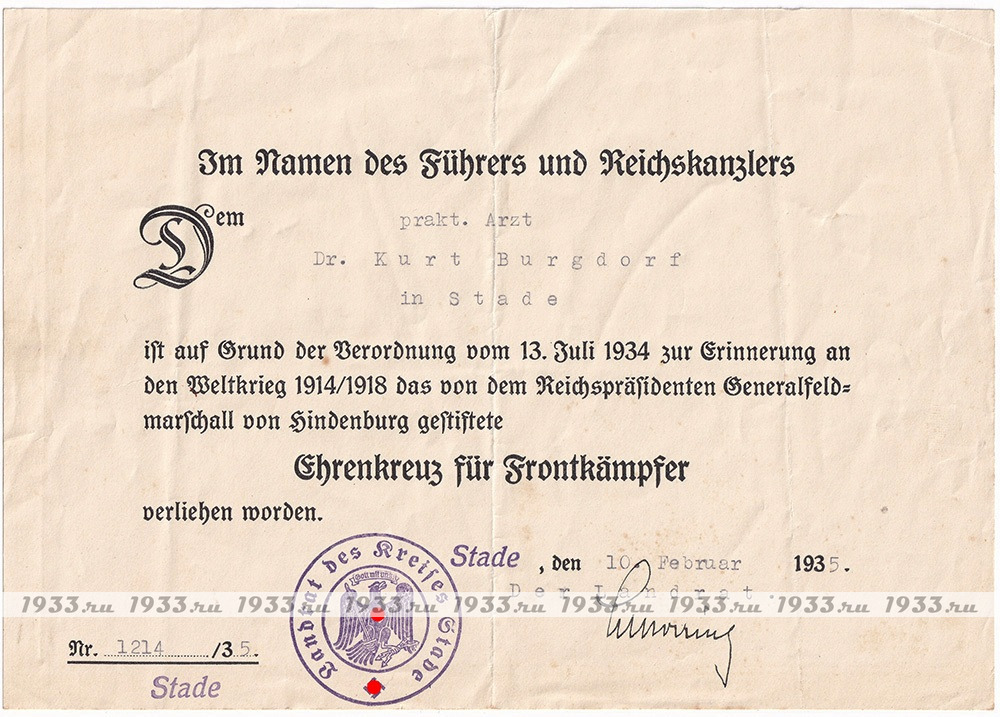 Im Namen des Führers und Reichskanzlers
Dem
prakt. Arzt
Dr. Kurt Burgdorf
in Stade
ist auf Grund der Verordnung vom 13. Juli 1934 zur Erinnerung an
den Weltkrieg 1914/1918 das von dem Reichspräsidenten Generalfeld=
marschall von Hindenburg gestiftete
Ehrenkreuz für Frontkämpfer
verliehen worden.
Stade, den 10. Februar 1935.
Der Landrat.
Landrat des Kreises Stade
1933.ru 1933.ru 1933.ru 1933.ru 1933.ru 1933.ru 1933.ru 1933.ru 1933.ru
Nr. 1214 /35.
Stade